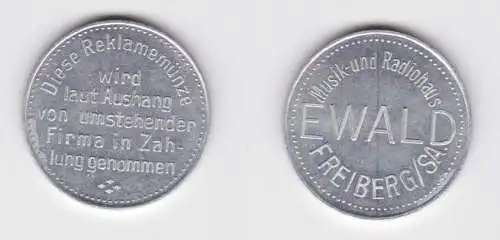 Diese Reklamemünze
wird
laut Aushang
von umstehender
Firma in Zah-
lung genommen
Musik-und Radiohaus
EWALD
FREIBERG/SA